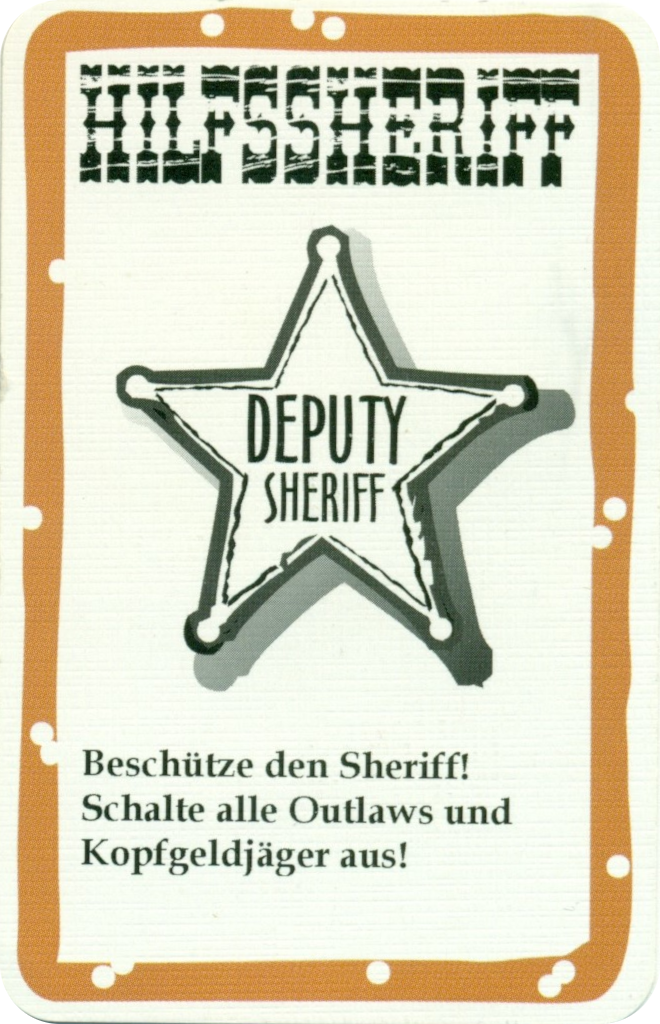 HILFSSHERIFF
DEPUTY
SHERIFF
Beschütze den Sheriff!
Schalte alle Outlaws und
Kopfgeldjäger aus!